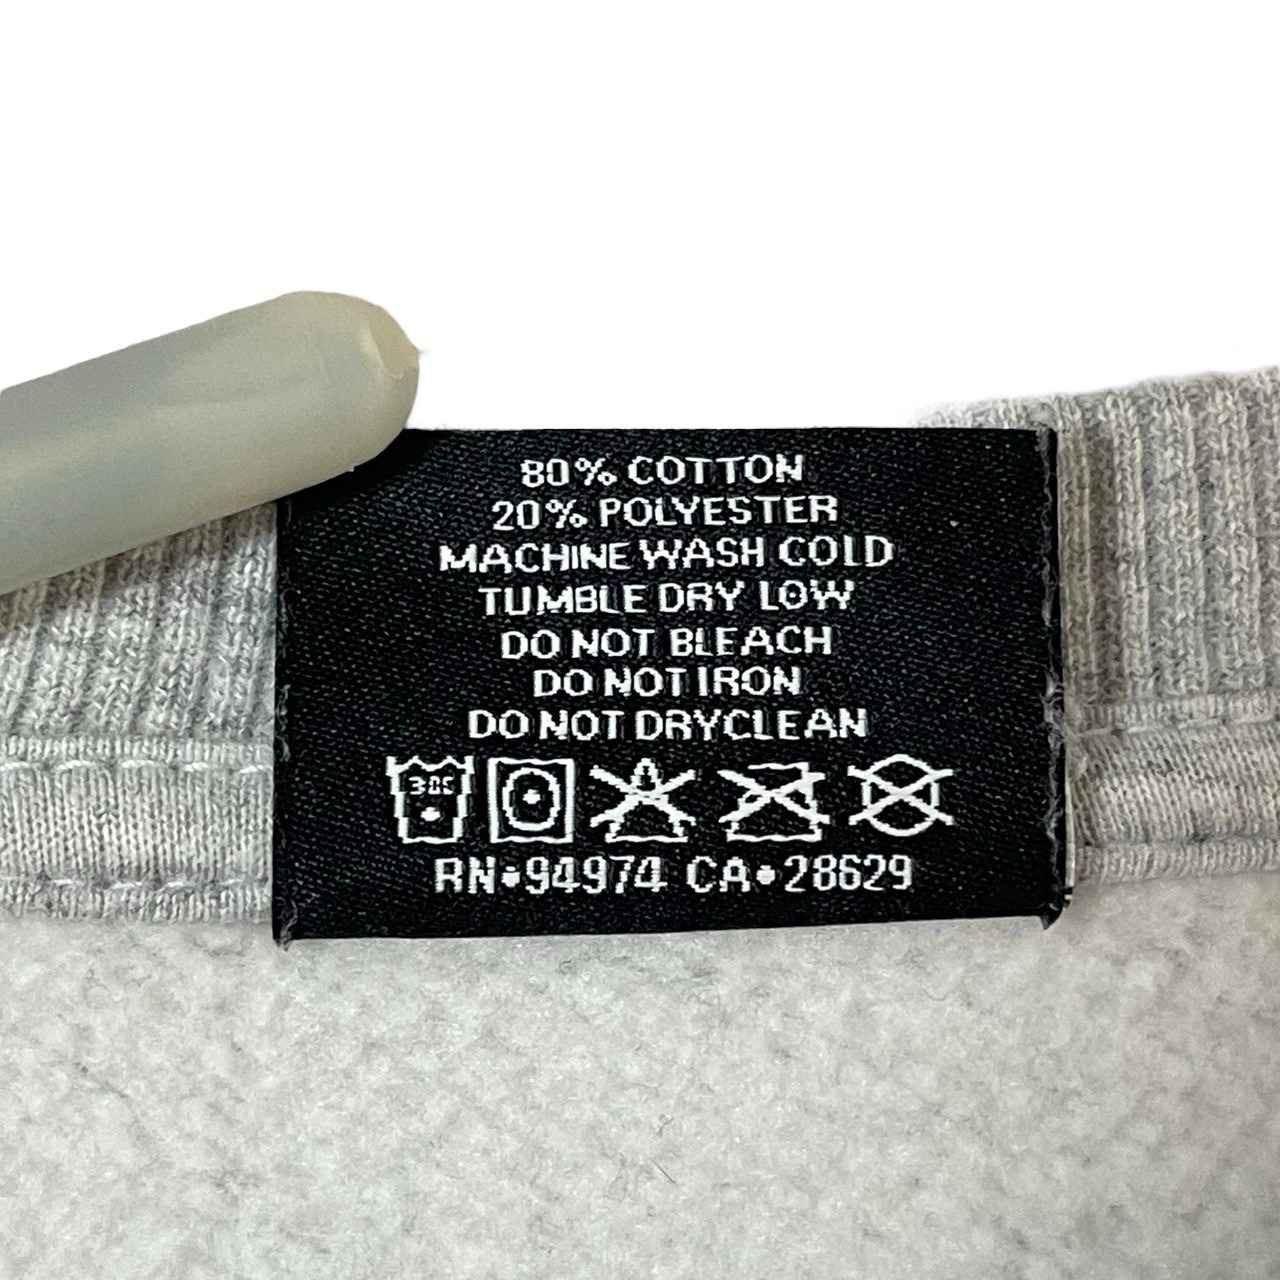 80% COTTON
20% POLYESTER
MACHINE WASH COLD
TUMBLE DRY LOW
DO NOT BLEACH
DO NOT IRON
DO NOT DRYCLEAN
30C
RN•94974 CA•28629